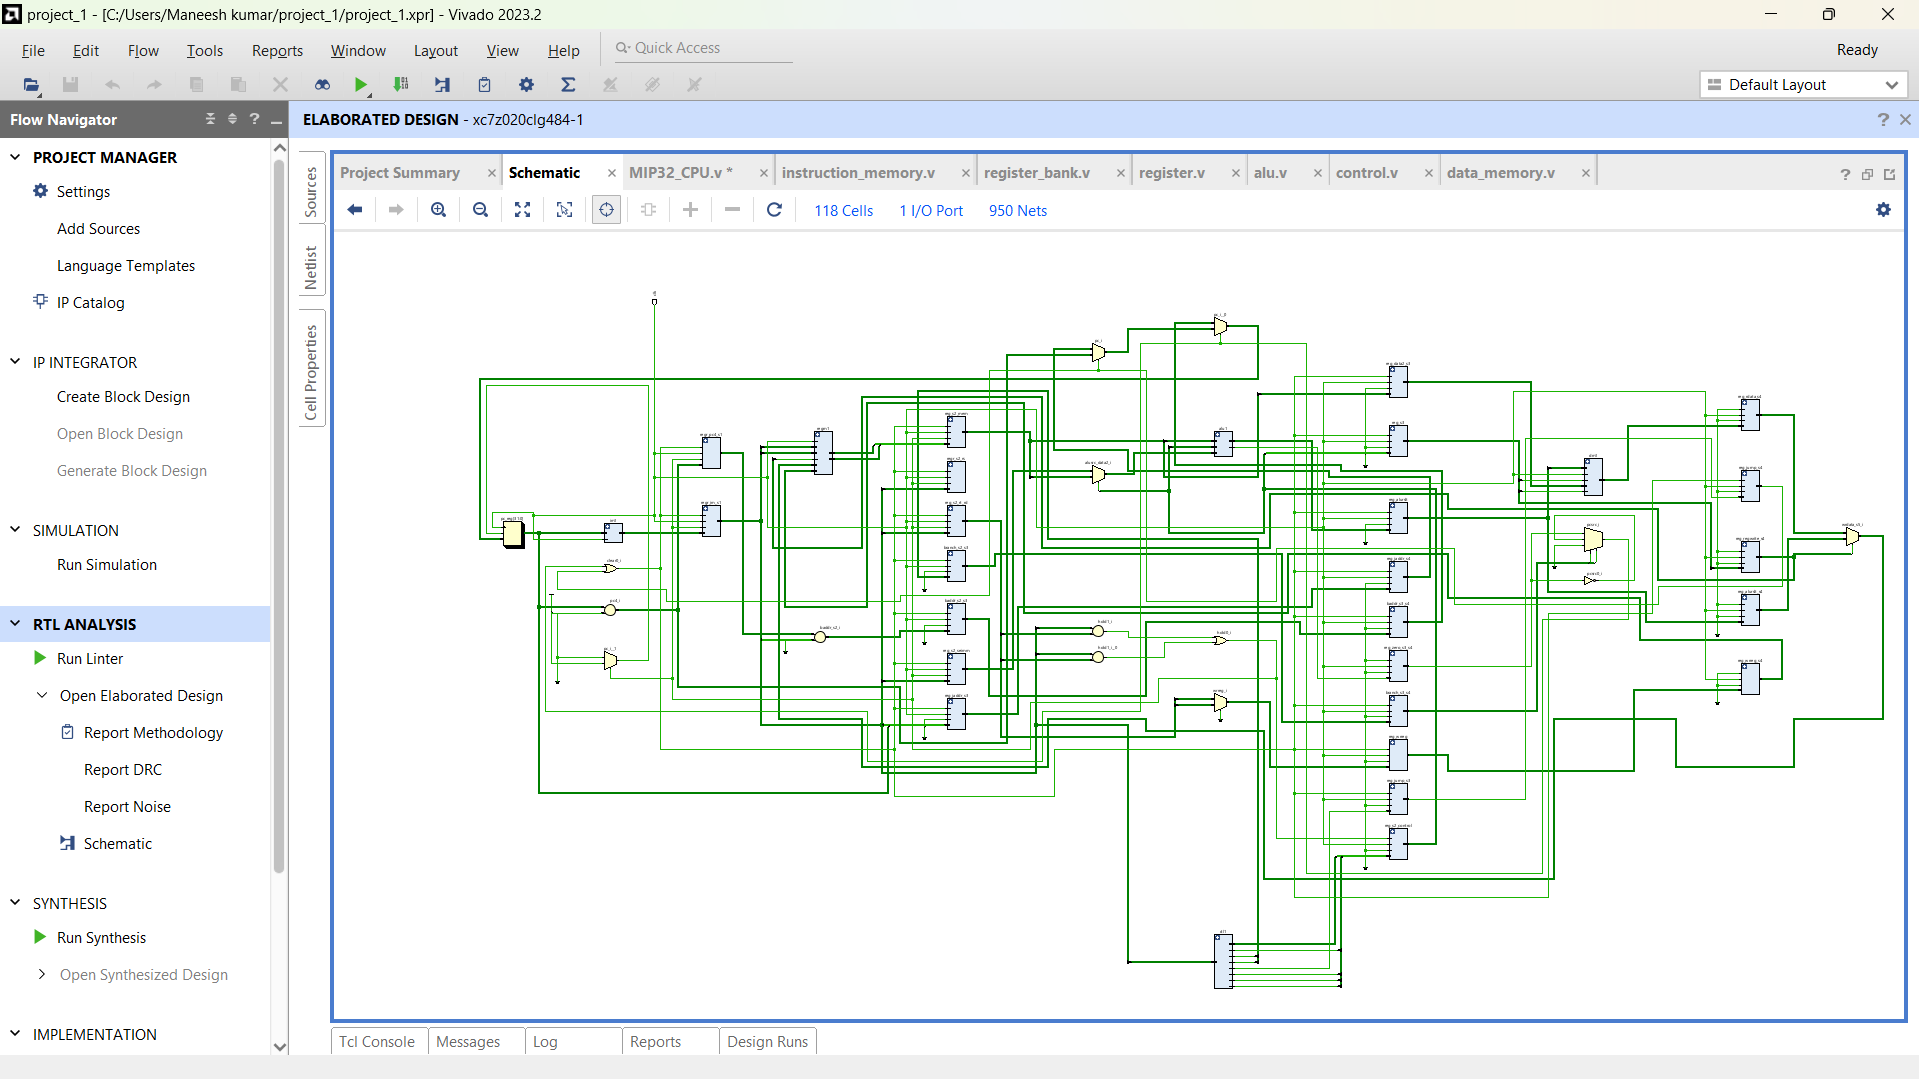 project_1 - [C:/Users/Maneesh kumar/project_1/project_1.xpr] - Vivado 2023.2
File Edit Flow Tools Reports Window Layout View Help Quick Access Ready
Default Layout
Flow Navigator
ELABORATED DESIGN - xc7z020clg484-1
PROJECT MANAGER
Settings
Add Sources
Language Templates
IP Catalog
IP INTEGRATOR
Create Block Design
Open Block Design
Generate Block Design
SIMULATION
Run Simulation
RTL ANALYSIS
Run Linter
Open Elaborated Design
Report Methodology
Report DRC
Report Noise
Schematic
SYNTHESIS
Run Synthesis
Open Synthesized Design
IMPLEMENTATION
Sources
Netlist
Cell Properties
Project Summary Schematic MIP32_CPU.v * instruction_memory.v register_bank.v register.v alu.v control.v data_memory.v
118 Cells 1 I/O Port 950 Nets
Tcl Console Messages Log Reports Design Runs